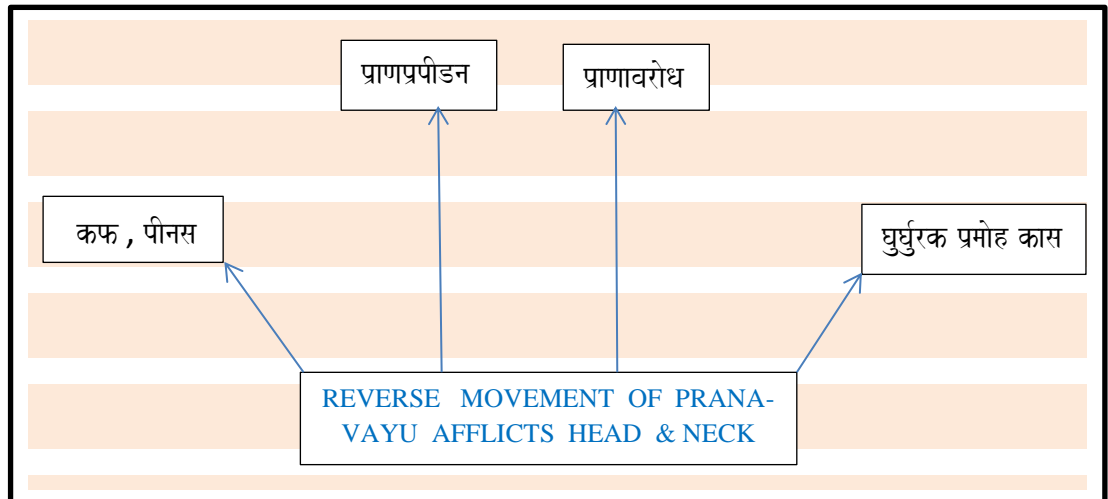 प्राणप्रपीडन
प्राणावरोध
कफ , पीनस
घुर्घुरक प्रमोह कास
REVERSE MOVEMENT OF PRANA-
VAYU AFFLICTS HEAD & NECK